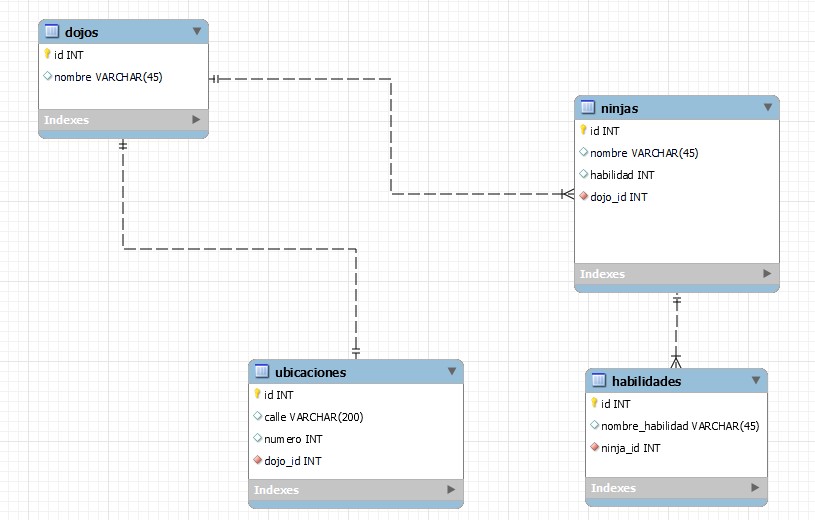 dojos
id INT
nombre VARCHAR(45)
Indexes
ninjas
id INT
nombre VARCHAR(45)
habilidad INT
dojo_id INT
Indexes
ubicaciones
id INT
calle VARCHAR(200)
numero INT
dojo_id INT
Indexes
habilidades
id INT
nombre_habilidad VARCHAR(45)
ninja_id INT
Indexes